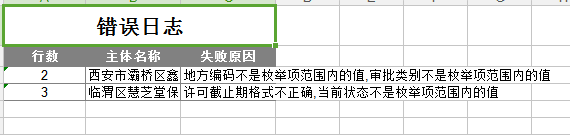 错误日志
行数 主体名称 失败原因
2 西安市灞桥区鑫 地方编码不是枚举项范围内的值,审批类别不是枚举项范围内的值
3 临渭区慧芝堂保 许可截止期格式不正确,当前状态不是枚举项范围内的值